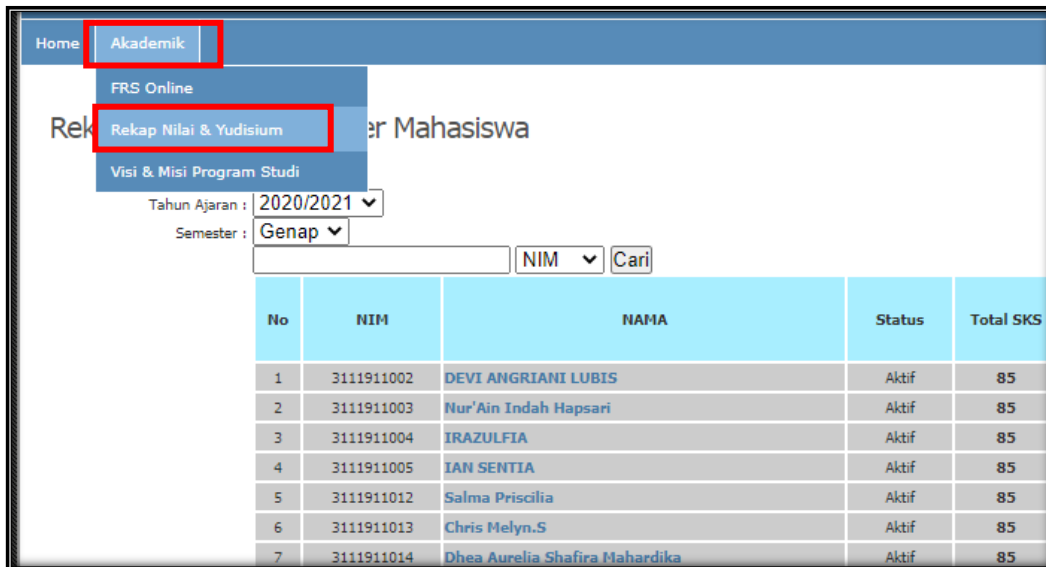 Home Akademik
FRS Online
Rek Rekap Nilai & Yudisium er Mahasiswa
Visi & Misi Program Studi
Tahun Ajaran : 2020/2021
Semester : Genap
NIM Cari
No NIM NAMA Status Total SKS
1 3111911002 DEVI ANGRIANI LUBIS Aktif 85
2 3111911003 Nur'Ain Indah Hapsari Aktif 85
3 3111911004 IRAZULFIA Aktif 85
4 3111911005 IAN SENTIA Aktif 85
5 3111911012 Salma Priscilia Aktif 85
6 3111911013 Chris Melyn.S Aktif 85
7 3111911014 Dhea Aurelia Shafira Mahardika Aktif 85